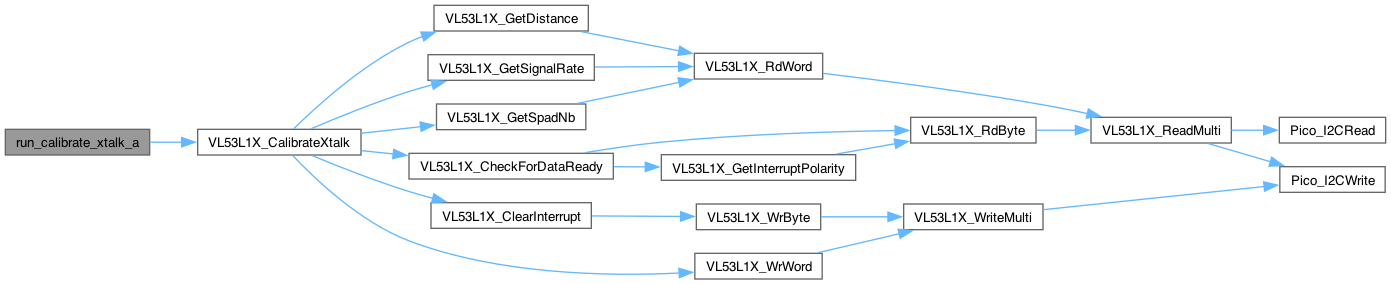 VL53L1X_GetDistance
VL53L1X_GetSignalRate
VL53L1X_RdWord
VL53L1X_GetSpadNb
VL53L1X_RdByte
VL53L1X_ReadMulti
Pico_I2CRead
run_calibrate_xtalk_a
VL53L1X_CalibrateXtalk
VL53L1X_CheckForDataReady
VL53L1X_GetInterruptPolarity
Pico_I2CWrite
VL53L1X_ClearInterrupt
VL53L1X_WrByte
VL53L1X_WriteMulti
VL53L1X_WrWord